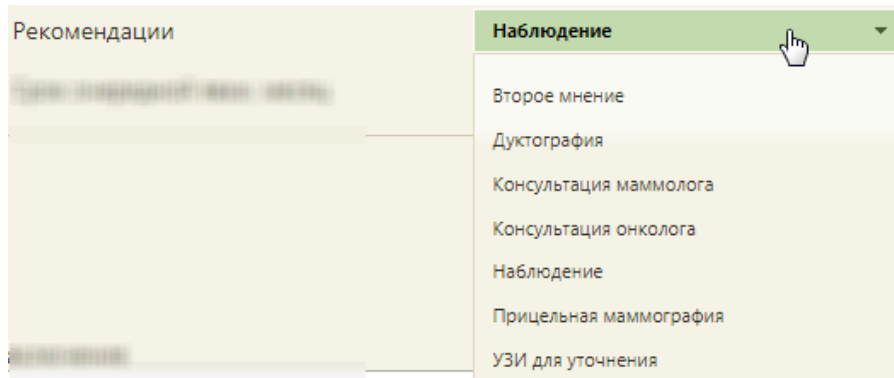 Рекомендации
Наблюдение
Второе мнение
Дуктография
Консультация маммолога
Консультация онколога
Наблюдение
Прицельная маммография
УЗИ для уточнения